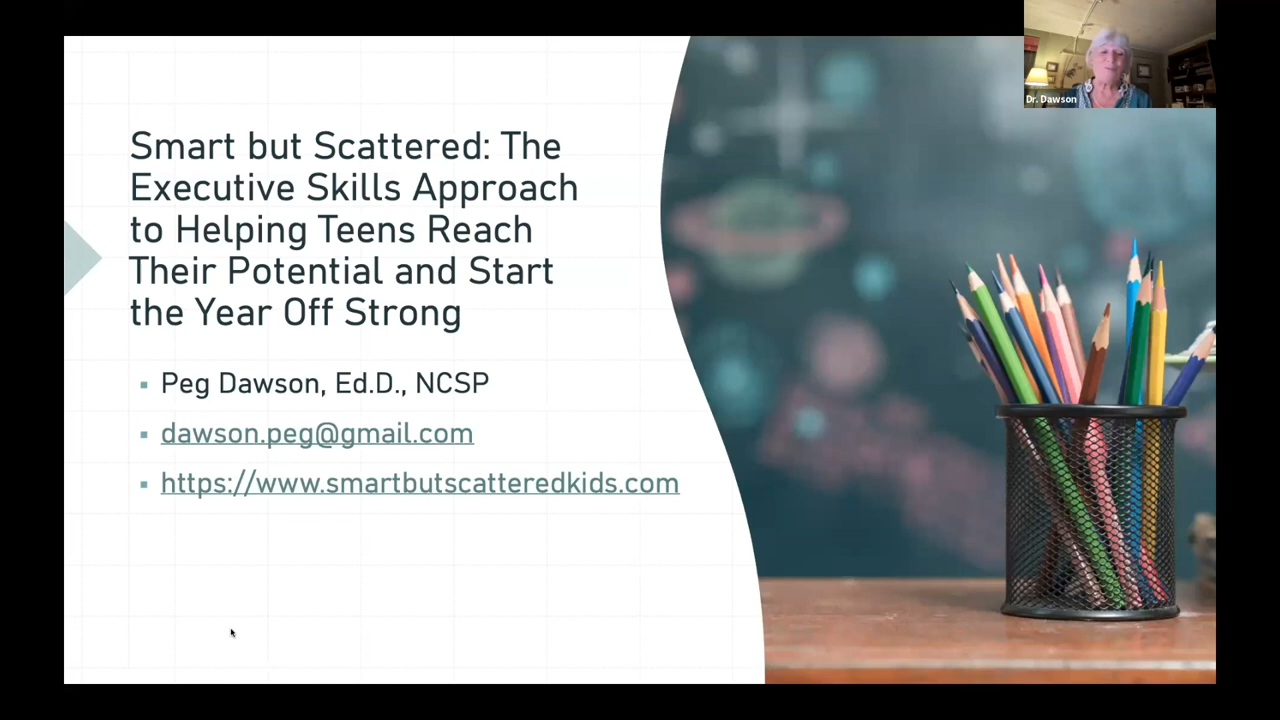 Dr. Dawson
Smart but Scattered: The
Executive Skills Approach
to Helping Teens Reach
Their Potential and Start
the Year Off Strong
Peg Dawson, Ed.D., NCSP
dawson.peg@gmail.com
https://www.smartbutscatteredkids.com